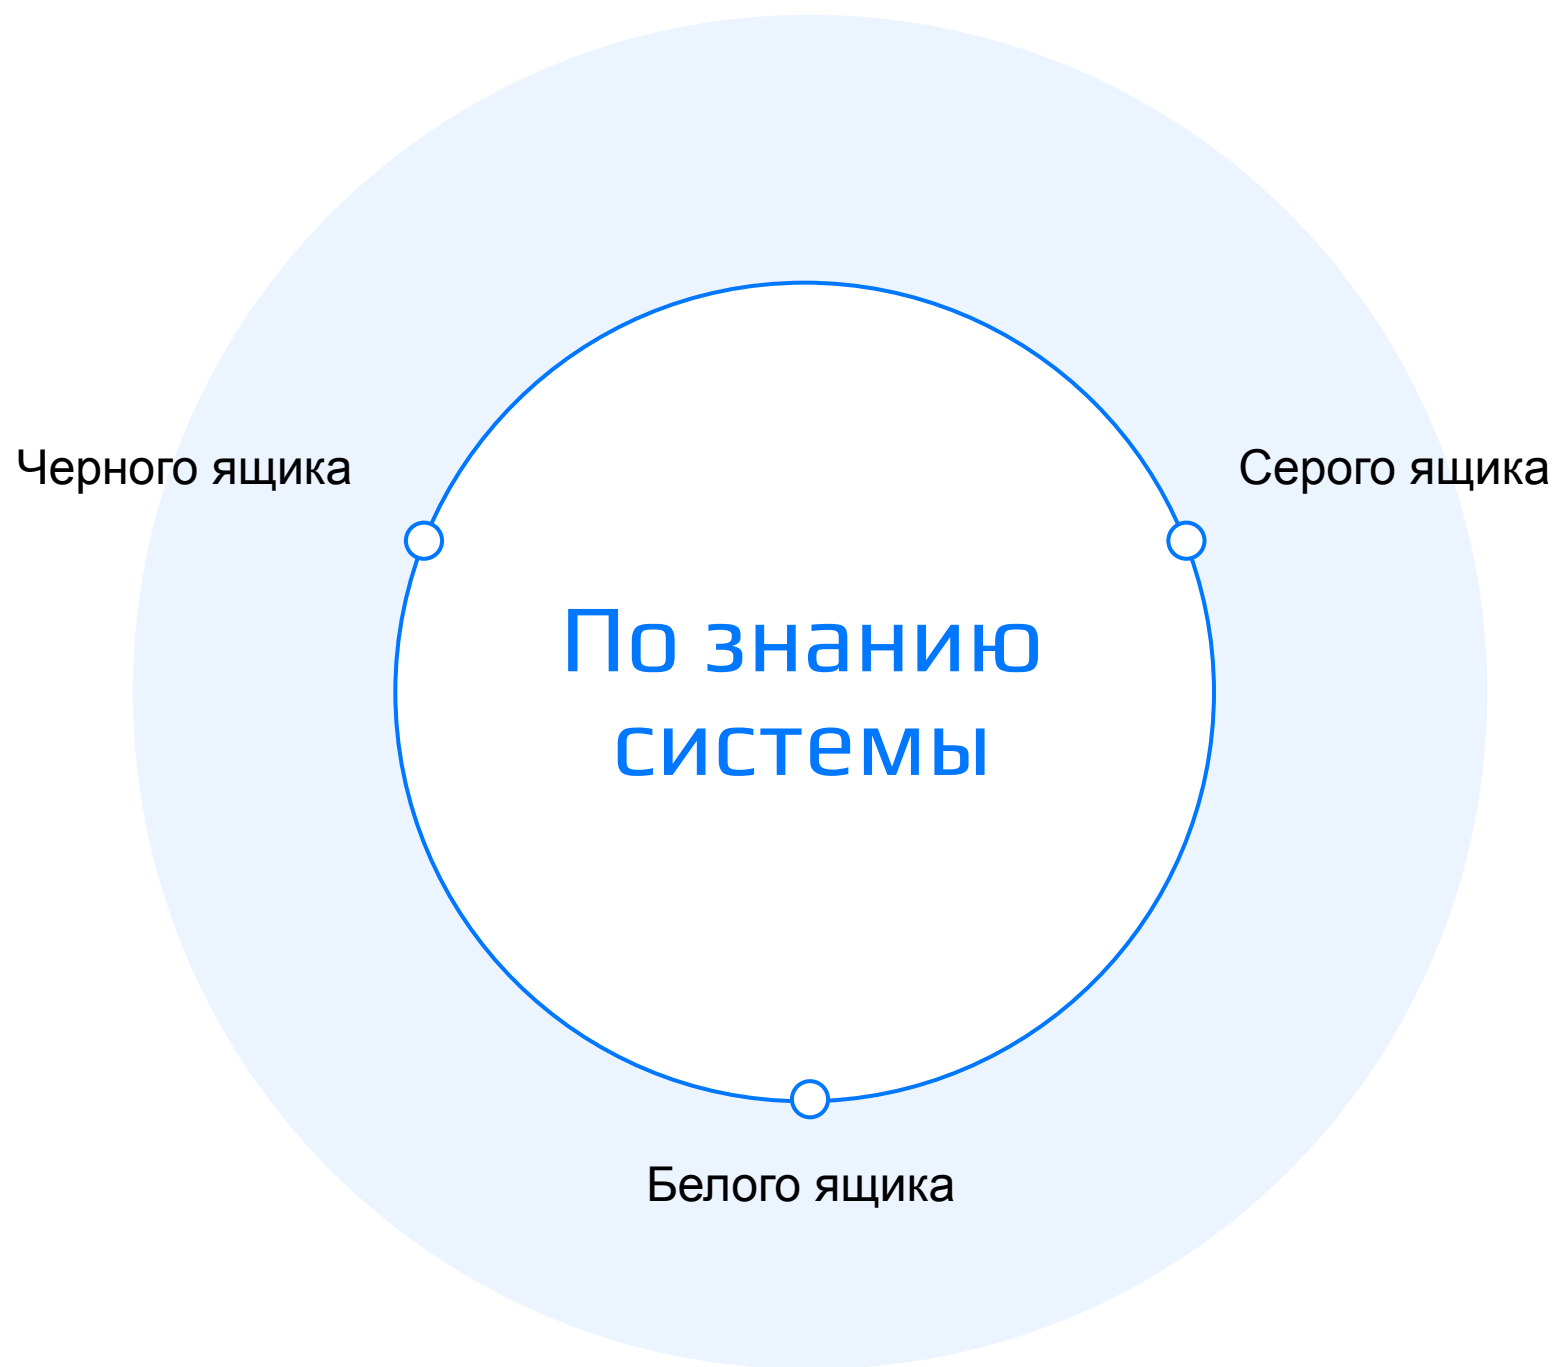 Черного ящика
Серого ящика
По знанию
системы
Белого ящика